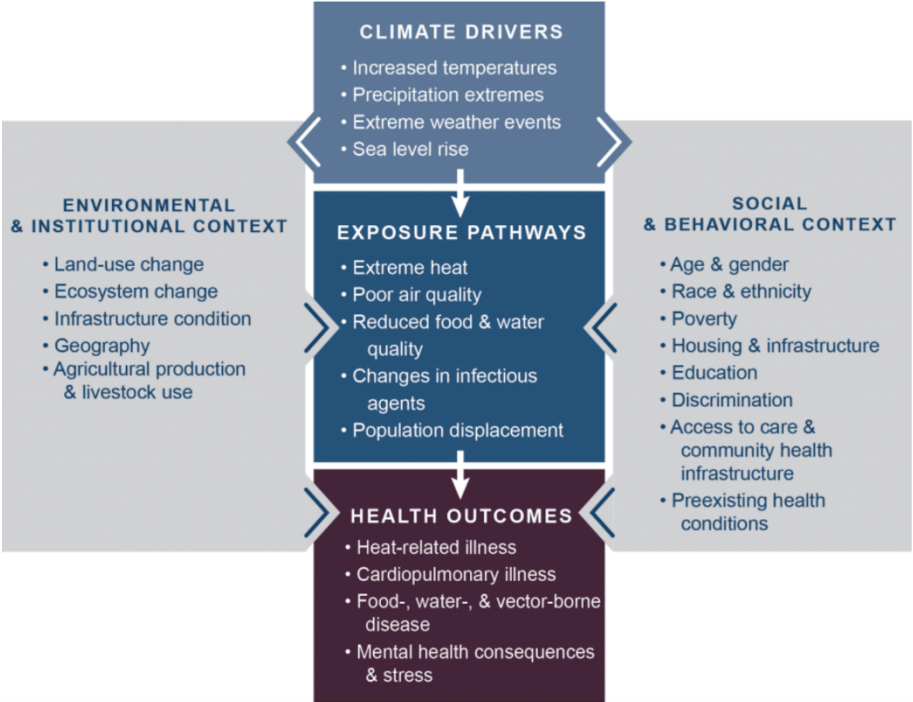 CLIMATE DRIVERS
• Increased temperatures
• Precipitation extremes
• Extreme weather events
• Sea level rise
ENVIRONMENTAL
& INSTITUTIONAL CONTEXT
• Land-use change
• Ecosystem change
• Infrastructure condition
• Geography
• Agricultural production
& livestock use
EXPOSURE PATHWAYS
• Extreme heat
• Poor air quality
• Reduced food & water
quality
• Changes in infectious
agents
• Population displacement
SOCIAL
& BEHAVIORAL CONTEXT
• Age & gender
• Race & ethnicity
• Poverty
• Housing & infrastructure
• Education
• Discrimination
• Access to care &
community health
infrastructure
• Preexisting health
conditions
HEALTH OUTCOMES
• Heat-related illness
• Cardiopulmonary illness
• Food-, water-, & vector-borne
disease
• Mental health consequences
& stress